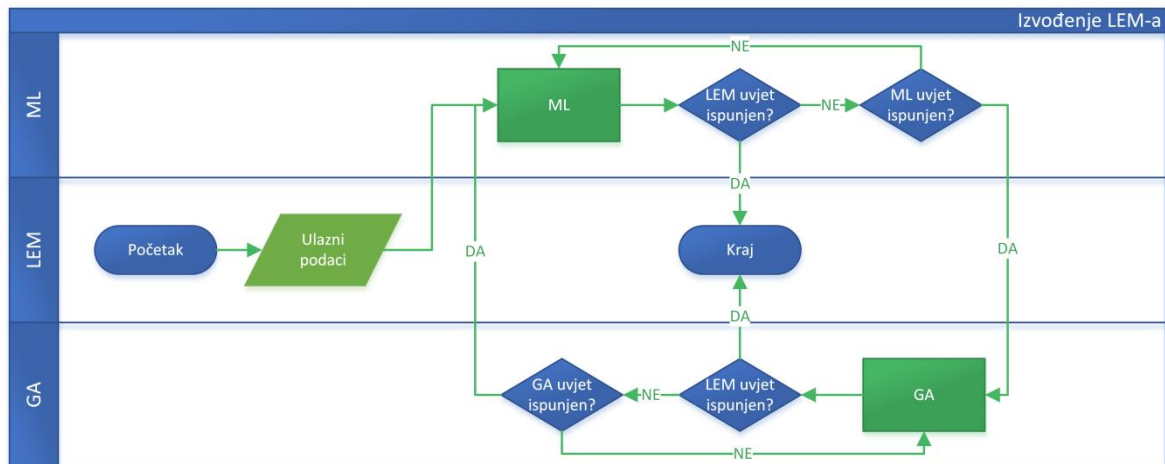 Izvođenje LEM-a
ML
NE
ML
LEM uvjet
ispunjen?
NE
ML uvjet
ispunjen?
DA
LEM
Početak
Ulazni
podaci
DA
Kraj
DA
DA
GA
GA uvjet
ispunjen?
NE
LEM uvjet
ispunjen?
GA
NE